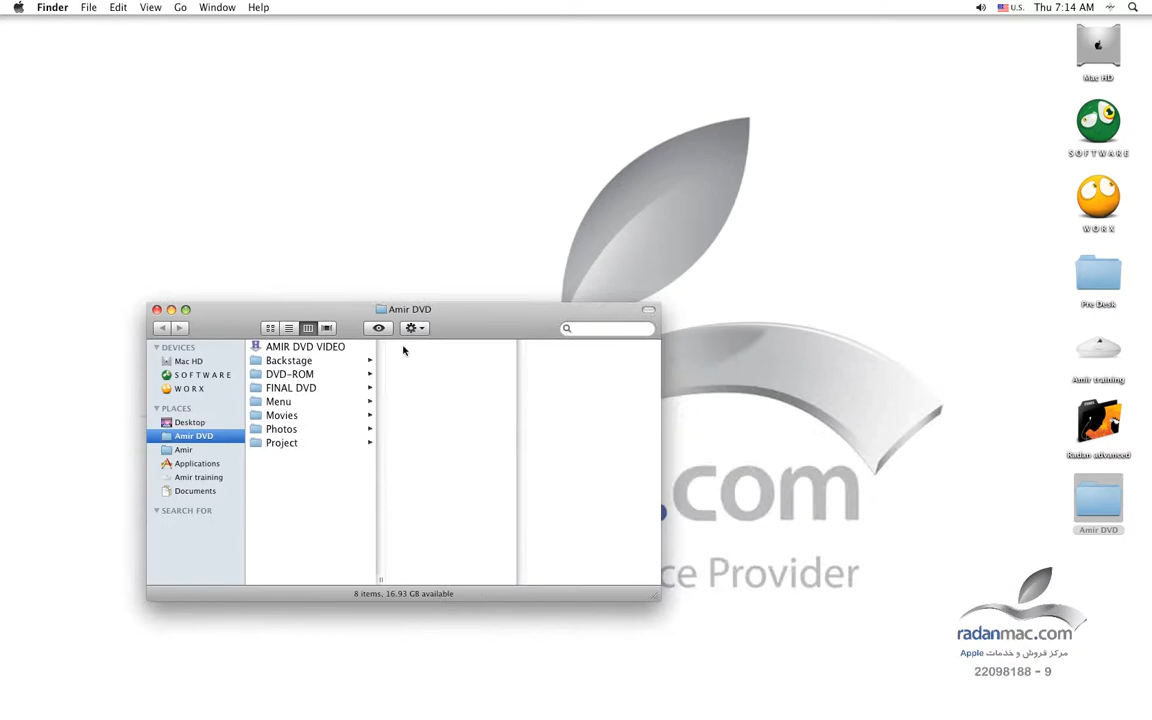 Finder File Edit View Go Window Help
U.S. Thu 7:14 AM
Mac HD
SOFTWARE
WORX
Pre Desk
Amir training
Radan advanced
Amir DVD
Amir DVD
DEVICES
Mac HD
SOFTWARE
WORX
PLACES
Desktop
Amir DVD
Amir
Applications
Amir training
Documents
SEARCH FOR
AMIR DVD VIDEO
Backstage
DVD-ROM
FINAL DVD
Menu
Movies
Photos
Project
8 items, 16.93 GB available
.com
ce Provider
radanmac.com
مرکز فروش و خدمات Apple
22098188 - 9